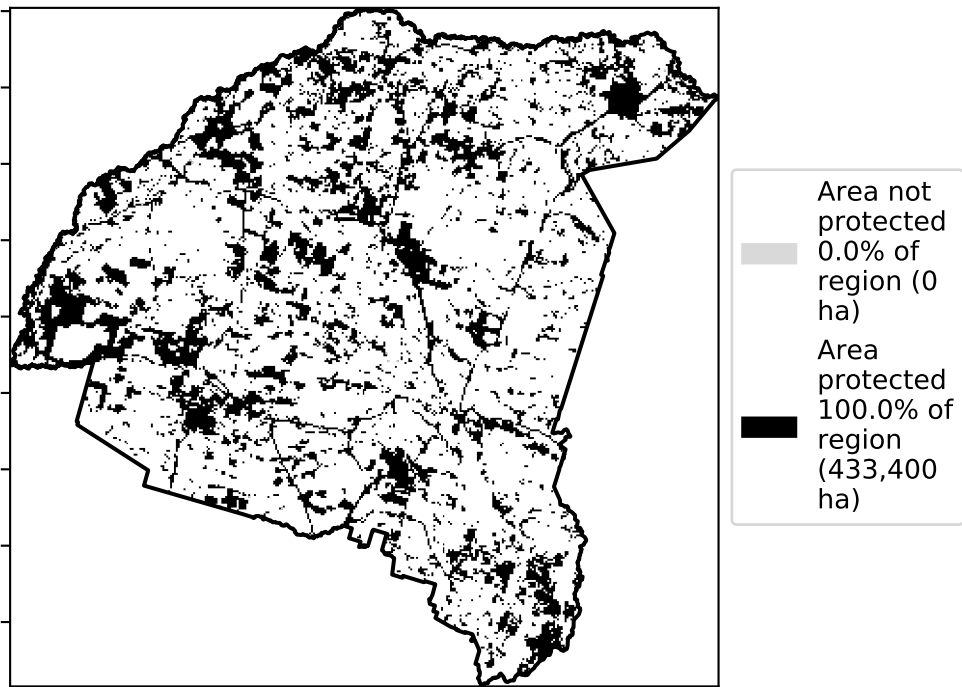 Area not
protected
0.0% of
region (0
ha)
Area
protected
100.0% of
region
(433,400
ha)